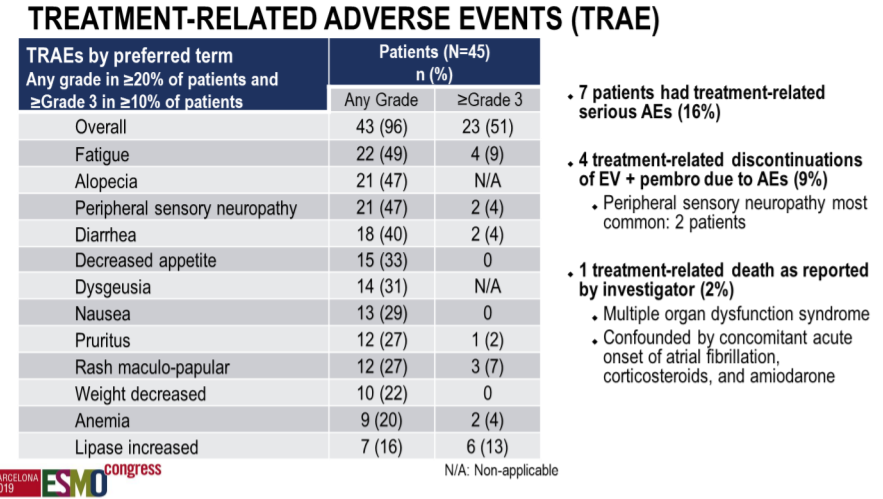 TREATMENT-RELATED ADVERSE EVENTS (TRAE)
TRAEs by preferred term
Any grade in ≥20% of patients and
≥Grade 3 in ≥10% of patients
Patients (N=45)
n (%)
Any Grade ≥Grade 3
Overall 43 (96) 23 (51)
Fatigue 22 (49) 4 (9)
Alopecia 21 (47) N/A
Peripheral sensory neuropathy 21 (47) 2 (4)
Diarrhea 18 (40) 2 (4)
Decreased appetite 15 (33) 0
Dysgeusia 14 (31) N/A
Nausea 13 (29) 0
Pruritus 12 (27) 1 (2)
Rash maculo-papular 12 (27) 3 (7)
Weight decreased 10 (22) 0
Anemia 9 (20) 2 (4)
Lipase increased 7 (16) 6 (13)
N/A: Non-applicable
7 patients had treatment-related
serious AEs (16%)
4 treatment-related discontinuations
of EV + pembro due to AEs (9%)
Peripheral sensory neuropathy most
common: 2 patients
1 treatment-related death as reported
by investigator (2%)
Multiple organ dysfunction syndrome
Confounded by concomitant acute
onset of atrial fibrillation,
corticosteroids, and amiodarone
ARCELONA
019
ESMO congress